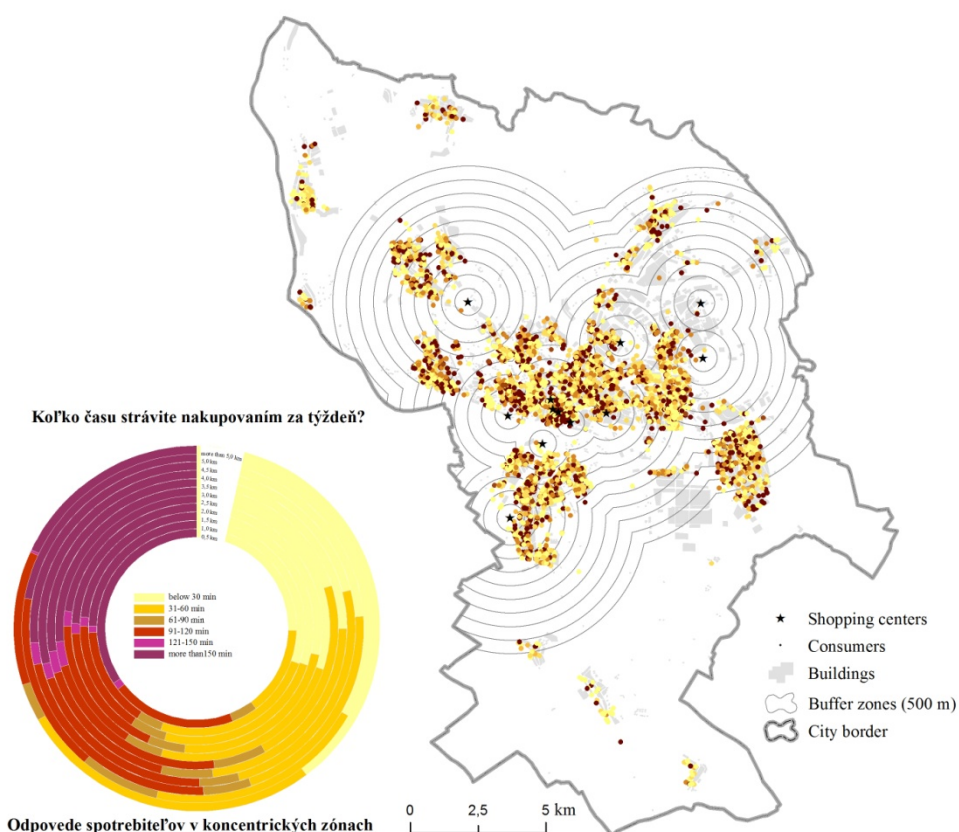 Koľko času strávite nakupovaním za týždeň?
more than 5,0 km
5,0 km
4,5 km
4,0 km
3,5 km
3,0 km
2,5 km
2,0 km
1,5 km
1,0 km
0,5 km
below 30 min
31-60 min
61-90 min
91-120 min
121-150 min
more than150 min
Odpovede spotrebiteľov v koncentrických zónach
Shopping centers
Consumers
Buildings
Buffer zones (500 m)
City border
0 2,5 5 km